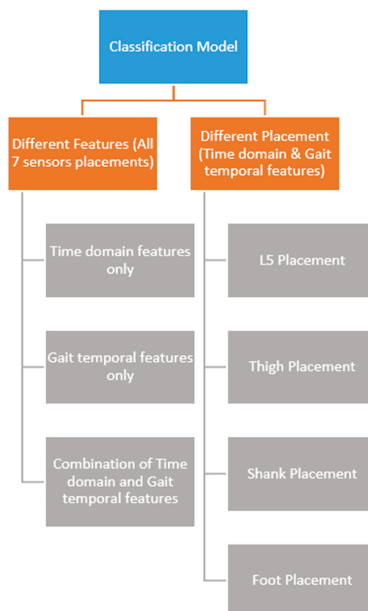 Classification Model
Different Features (All
7 sensors placements)
Different Placement
(Time domain & Gait
temporal features)
Time domain features
only
Gait temporal features
only
Combination of Time
domain and Gait
temporal features
L5 Placement
Thigh Placement
Shank Placement
Foot Placement